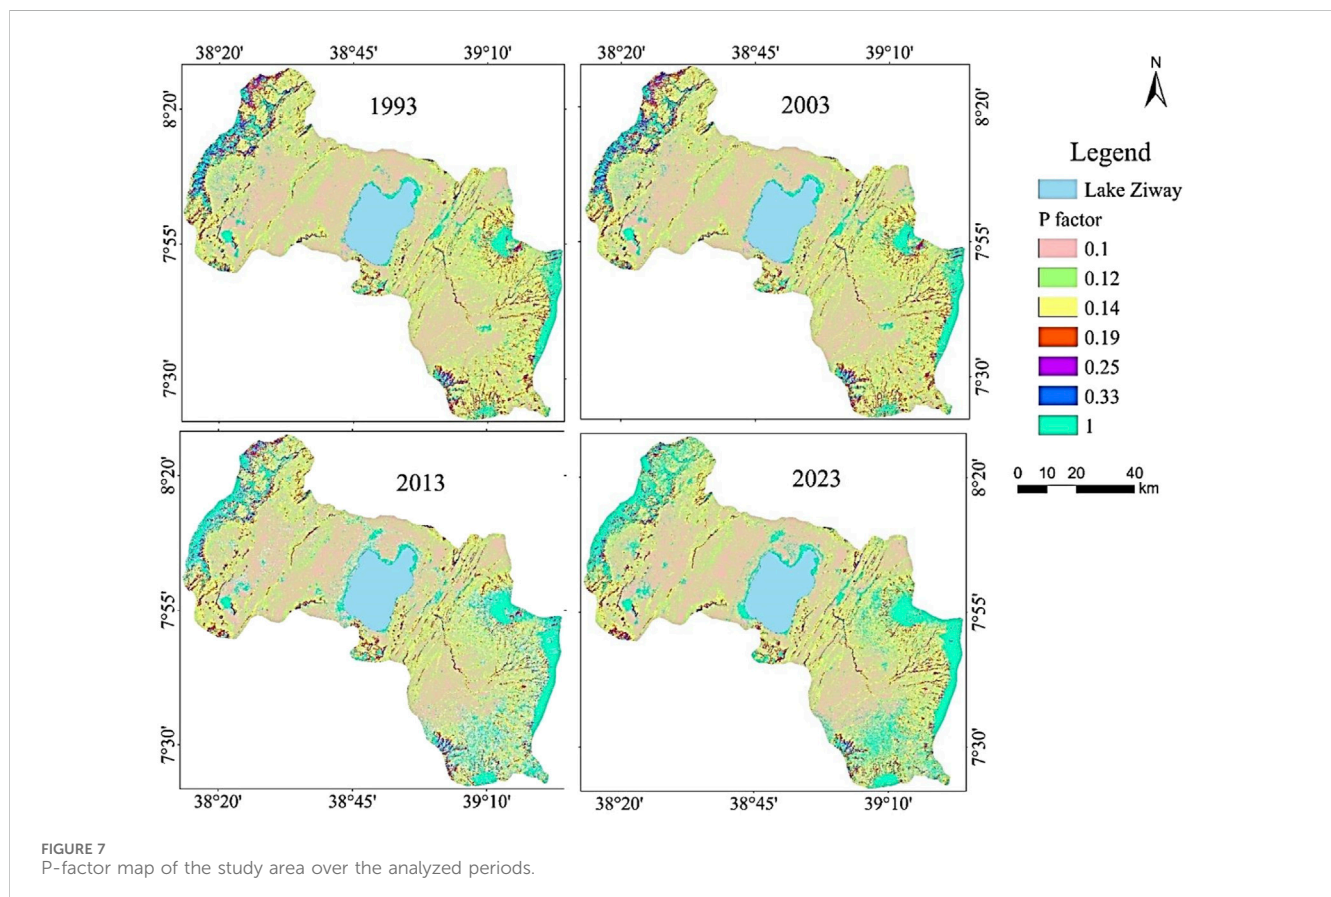 38°20' 38°45' 39°10' 38°20' 38°45' 39°10'
N
8°20' 1993 2003 8°20'
Legend
Lake Ziway
P factor
7°55' 7°55'
0.1
0.12
0.14
0.19
7°30' 7°30'
0.25
0.33
1
8°20' 2013 2023 8°20'
0 10 20 40
km
7°55' 7°55'
7°30' 7°30'
38°20' 38°45' 39°10' 38°20' 38°45' 39°10'
FIGURE 7
P-factor map of the study area over the analyzed periods.